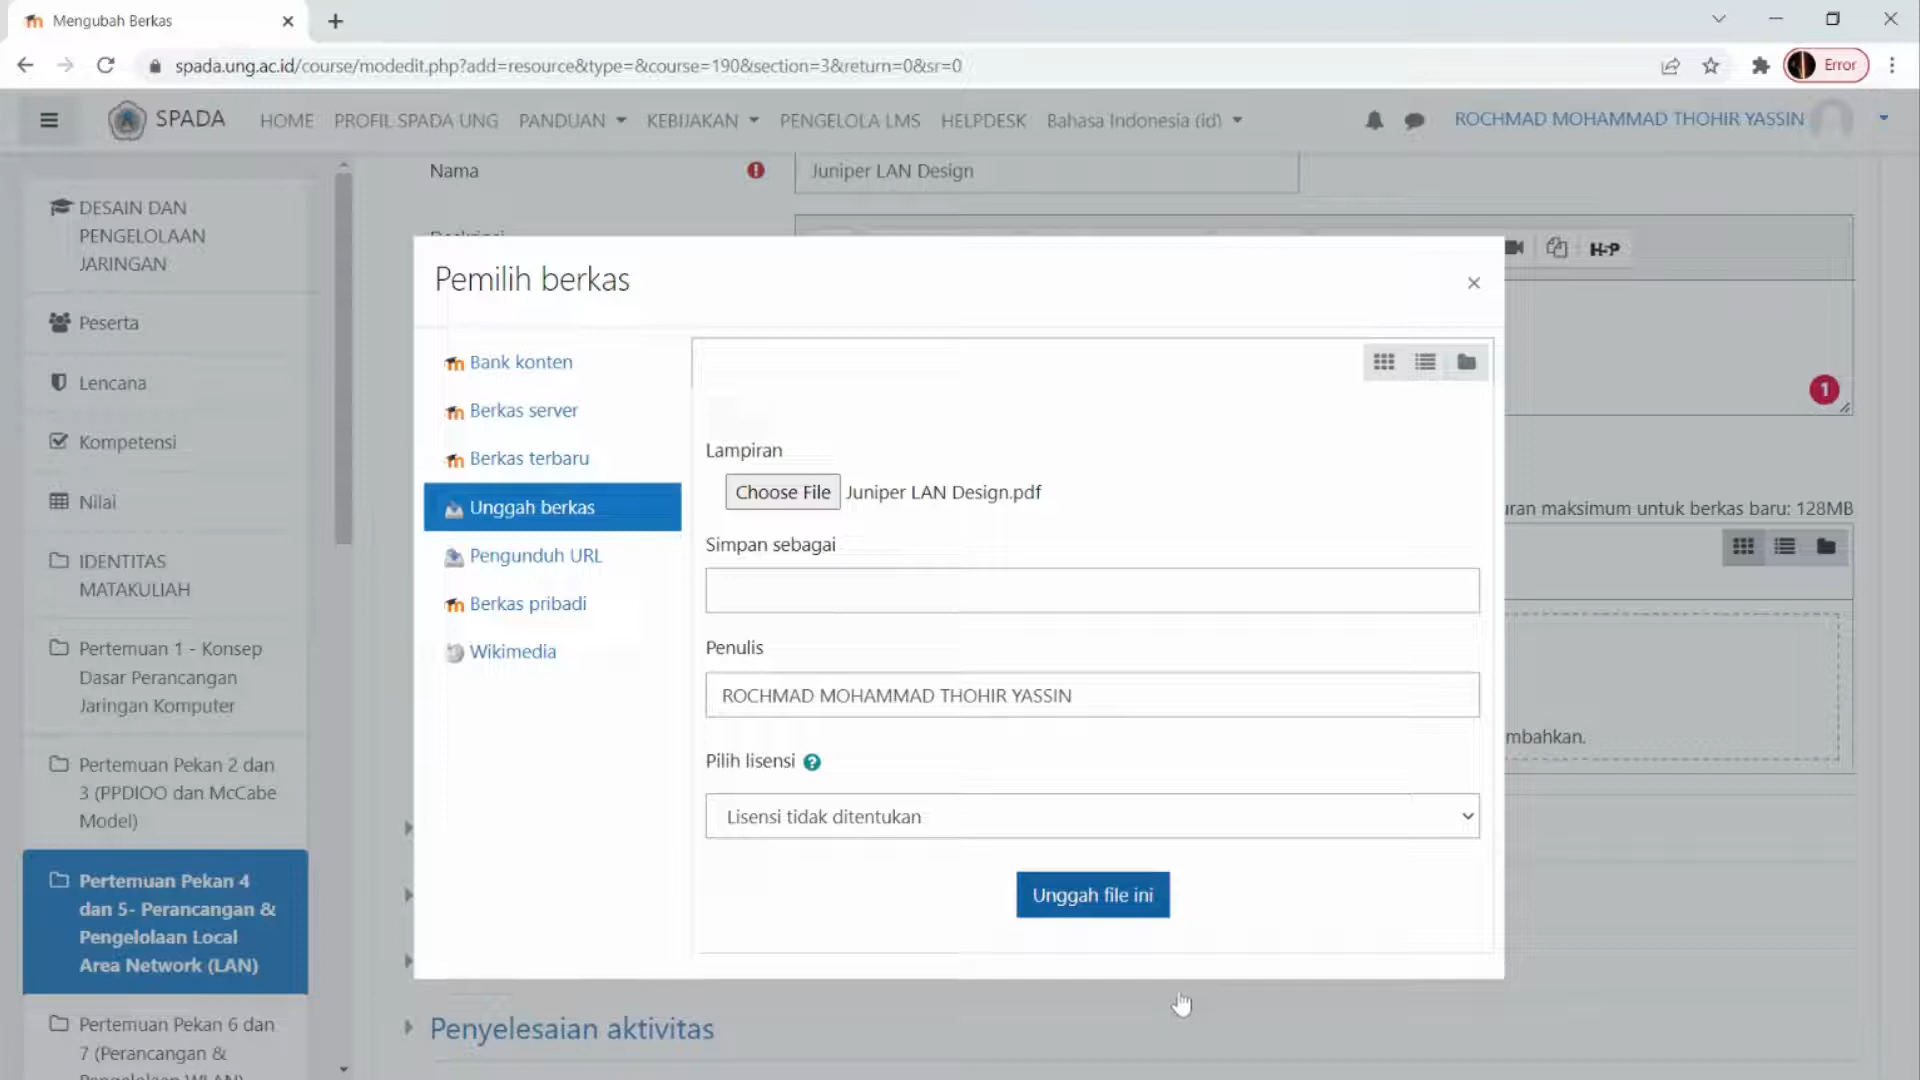 Mengubah Berkas
spada.ung.ac.id/course/modedit.php?add=resource&type=&course=190&section=3&return=0&sr=0
Error
SPADA
HOME
PROFIL SPADA UNG
PANDUAN
KEBIJAKAN
PENGELOLA LMS
HELPDESK
Bahasa Indonesia (id)
ROCHMAD MOHAMMAD THOHIR YASSIN
DESAIN DAN
PENGELOLAAN
JARINGAN
Peserta
Lencana
Kompetensi
Nilai
IDENTITAS
MATAKULIAH
Pertemuan 1 - Konsep
Dasar Perancangan
Jaringan Komputer
Pertemuan Pekan 2 dan
3 (PPDIOO dan McCabe
Model)
Pertemuan Pekan 4
dan 5- Perancangan &
Pengelolaan Local
Area Network (LAN)
Pertemuan Pekan 6 dan
7 (Perancangan &
Pengelolaan WLAN)
Nama
Juniper LAN Design
H-P
1
uran maksimum untuk berkas baru: 128MB
mbahkan.
Pemilih berkas
×
Bank konten
Berkas server
Berkas terbaru
Unggah berkas
Pengunduh URL
Berkas pribadi
Wikimedia
Lampiran
Choose File Juniper LAN Design.pdf
Simpan sebagai
Penulis
ROCHMAD MOHAMMAD THOHIR YASSIN
Pilih lisensi
Lisensi tidak ditentukan
Unggah file ini
Penyelesaian aktivitas